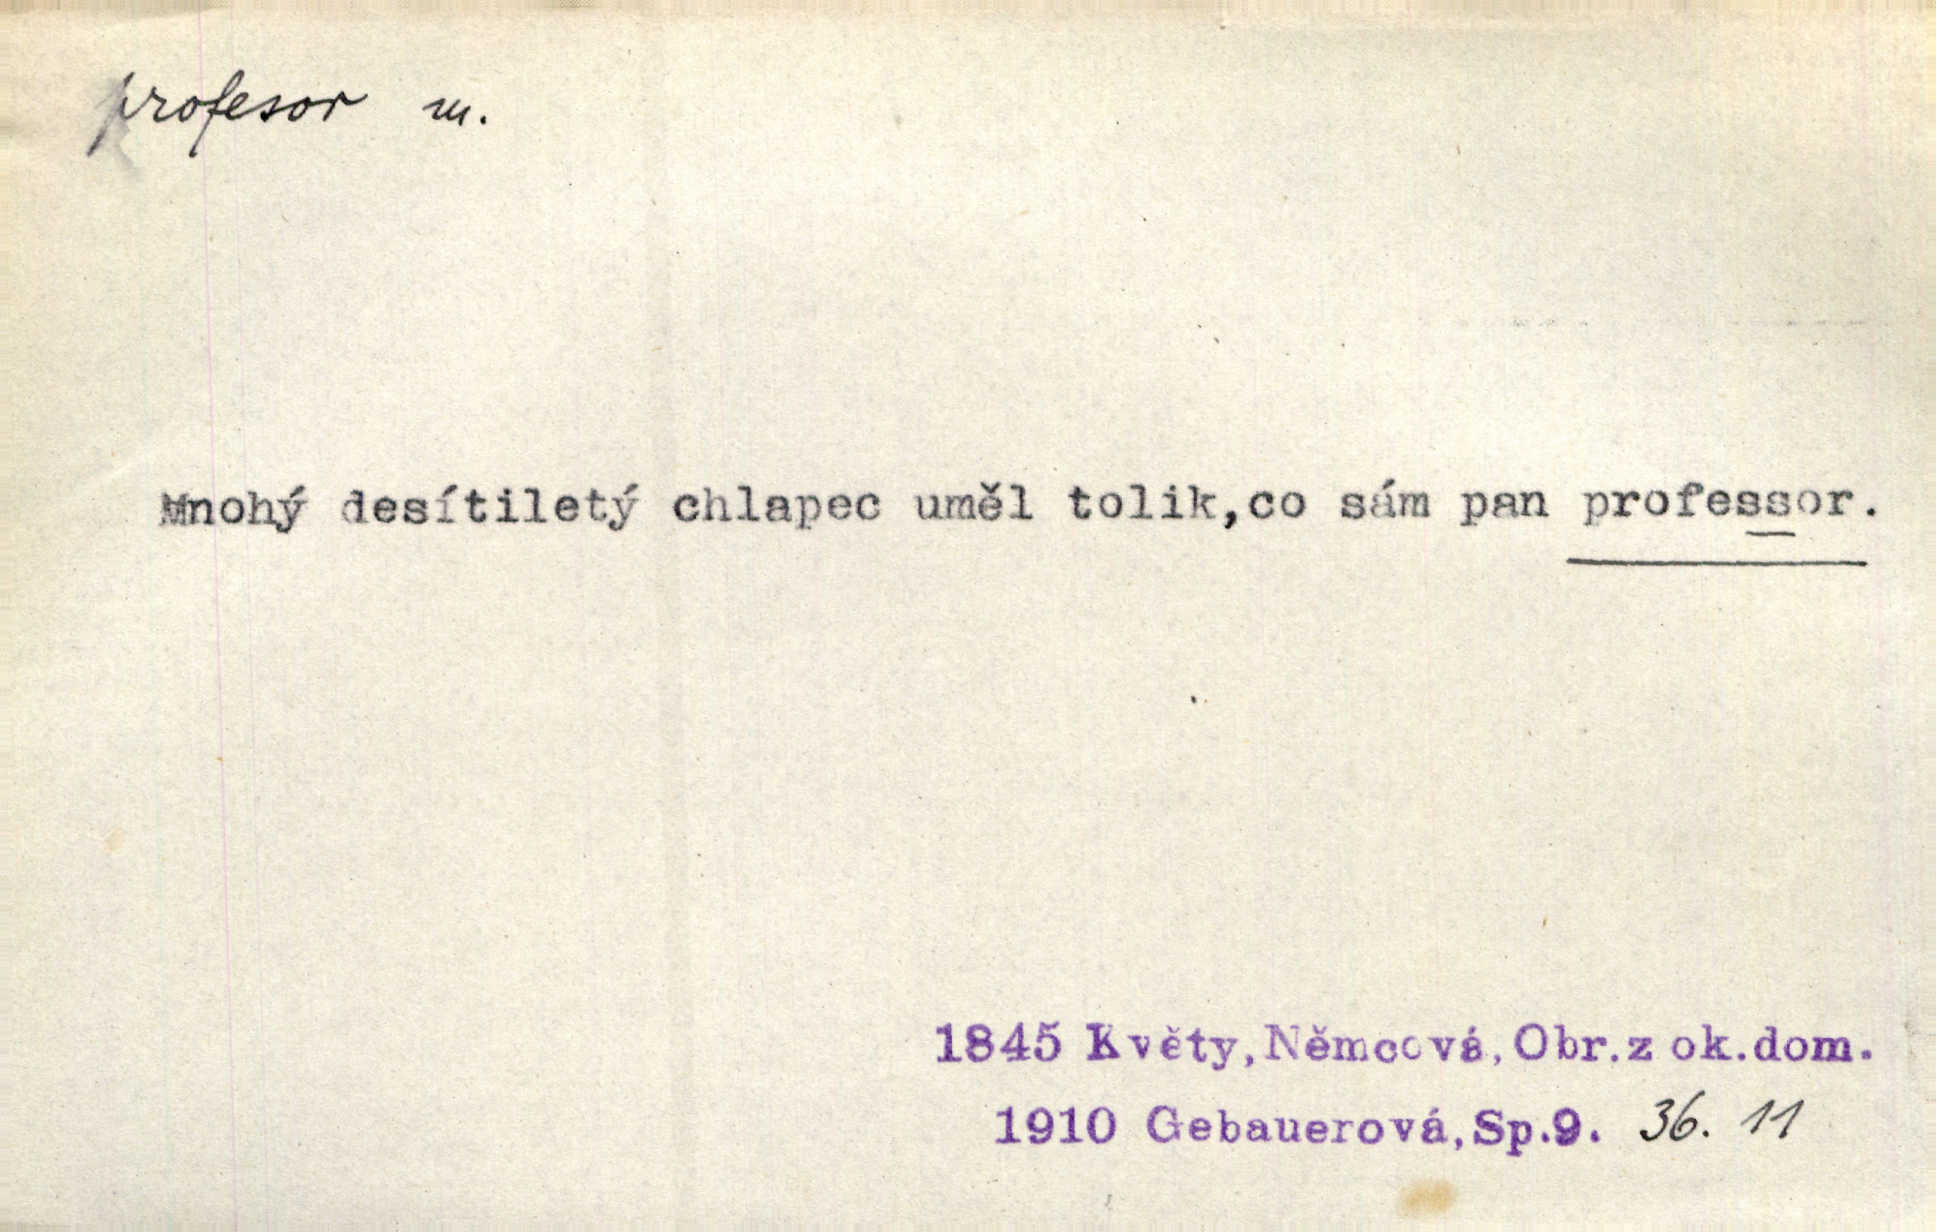 profesor m.
Mnohý desítiletý chlapec uměl tolik,co sám pan professor.
1845 Květy,Němcová,Obr.z ok.dom.
1910 Gebauerová,Sp.9. 36. 11